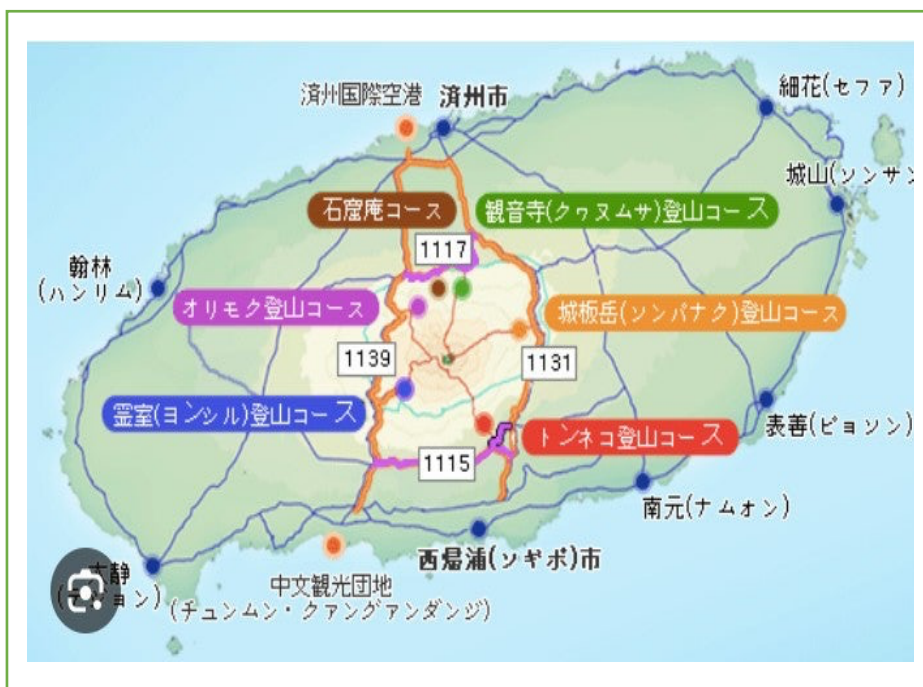 済州国際空港
済州市
細花(セファ)
城山(ソンサン
石窟庵コース
観音寺(クヮヌムサ)登山コース
1117
翰林
(ハンリム)
オリモク登山コース
城板岳(ソンパナク)登山コース
1139
1131
霊室(ヨンシル)登山コース
トンネコ登山コース
表善(ピョソン)
1115
南元(ナムオン)
西帰浦(ソギポ)市
静
ョン)
中文観光団地
(チュンムン・クァングァンダンジ)